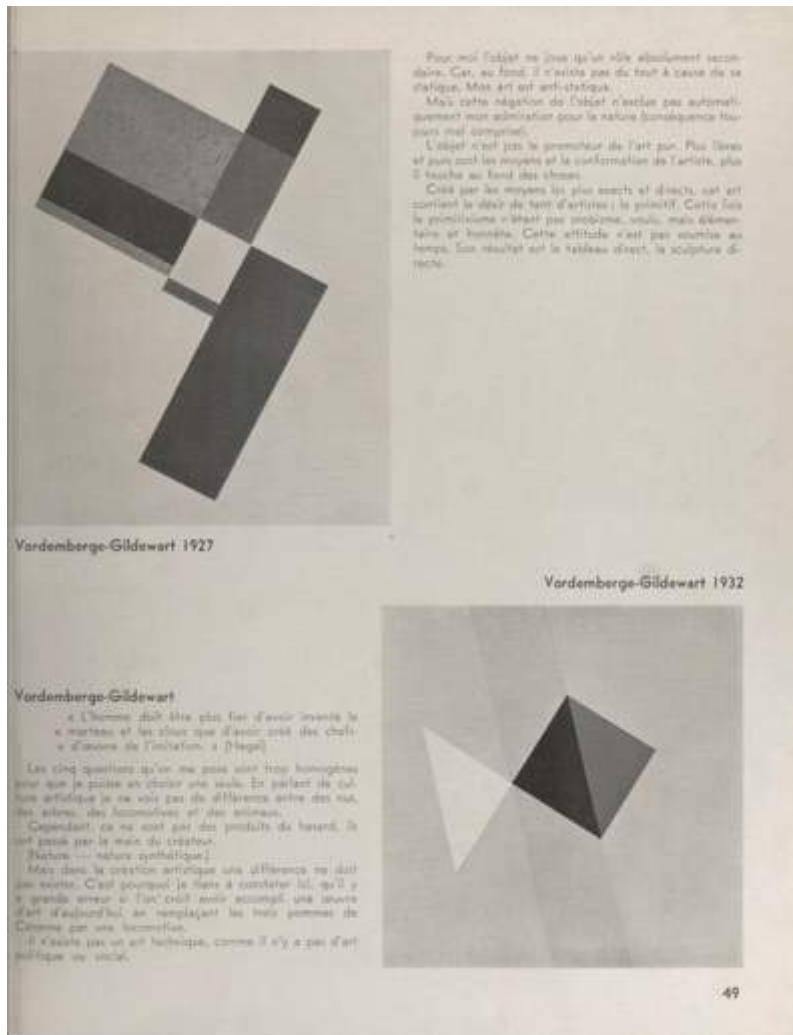 Vordemberge-Gildewart 1927
Vordemberge-Gildewart
« L'homme doit être plus fier d'avoir inventé le
« marteau et les clous que d'avoir créé des chefs-
« d'œuvre de l'imitation. » (Hegel)
Les cinq questions qu'on me pose sont trop homogènes
pour que je puisse en choisir une seule. En parlant de cul-
ture artistique je ne vois pas de différence entre des nus,
des arbres, des locomotives et des animaux.
Cependant, ce ne sont pas des produits du hasard, ils
ont passé par la main du créateur.
(Nature — nature synthétique.)
Mais dans la création artistique une différence ne doit
pas exister. C'est pourquoi je tiens à constater ici, qu'il y
a grande erreur si l'on croit avoir accompli une œuvre
d'art d'aujourd'hui en remplaçant les trois pommes de
Cézanne par une locomotive.
Il n'existe pas un art technique, comme il n'y a pas d'art
politique ou social.
Pour moi l'objet ne joue qu'un rôle absolument secon-
daire. Car, au fond, il n'existe pas du tout à cause de sa
statique. Mon art est anti-statique.
Mais cette négation de l'objet n'exclue pas automati-
quement mon admiration pour la nature (conséquence tou-
jours mal comprise).
L'objet n'est pas le promoteur de l'art pur. Plus libres
et purs sont les moyens et la conformation de l'artiste, plus
il touche au fond des choses.
Créé par les moyens les plus exacts et directs, cet art
contient le désir de tant d'artistes : le primitif. Cette fois
le primitivisme n'étant pas snobisme, voulu, mais élémen-
taire et honnête. Cette attitude n'est pas soumise au
temps. Son résultat est le tableau direct, la sculpture di-
recte.
Vordemberge-Gildewart 1932
49